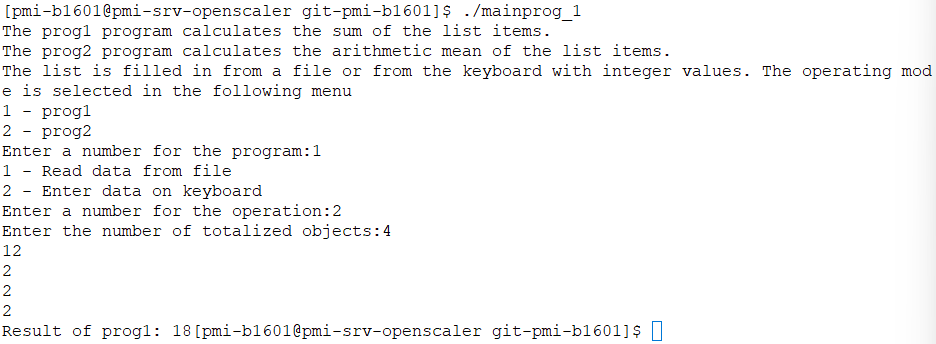 [pmi-b1601@pmi-srv-openscaler git-pmi-b1601]$ ./mainprog_1
The prog1 program calculates the sum of the list items.
The prog2 program calculates the arithmetic mean of the list items.
The list is filled in from a file or from the keyboard with integer values. The operating mod
e is selected in the following menu
1 - prog1
2 - prog2
Enter a number for the program:1
1 - Read data from file
2 - Enter data on keyboard
Enter a number for the operation:2
Enter the number of totalized objects:4
12
2
2
2
Result of prog1: 18[pmi-b1601@pmi-srv-openscaler git-pmi-b1601]$